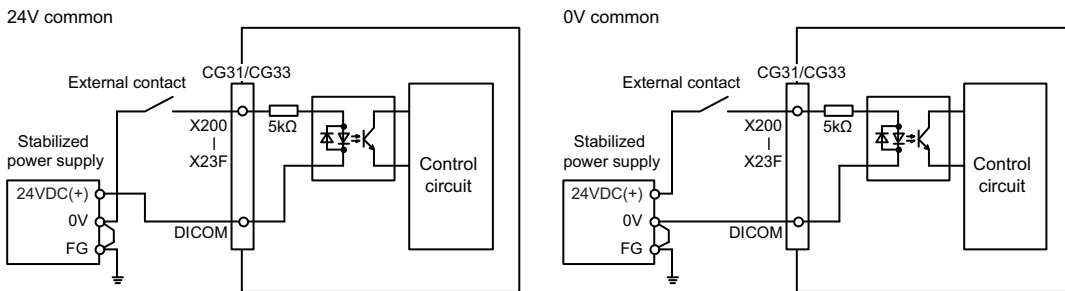 24V common
CG31/CG33
External contact
X200
5kΩ
X23F
Stabilized
power supply
Control
circuit
24VDC(+)
0V
DICOM
FG
0V common
CG31/CG33
External contact
X200
5kΩ
X23F
Stabilized
power supply
Control
circuit
24VDC(+)
0V
DICOM
FG